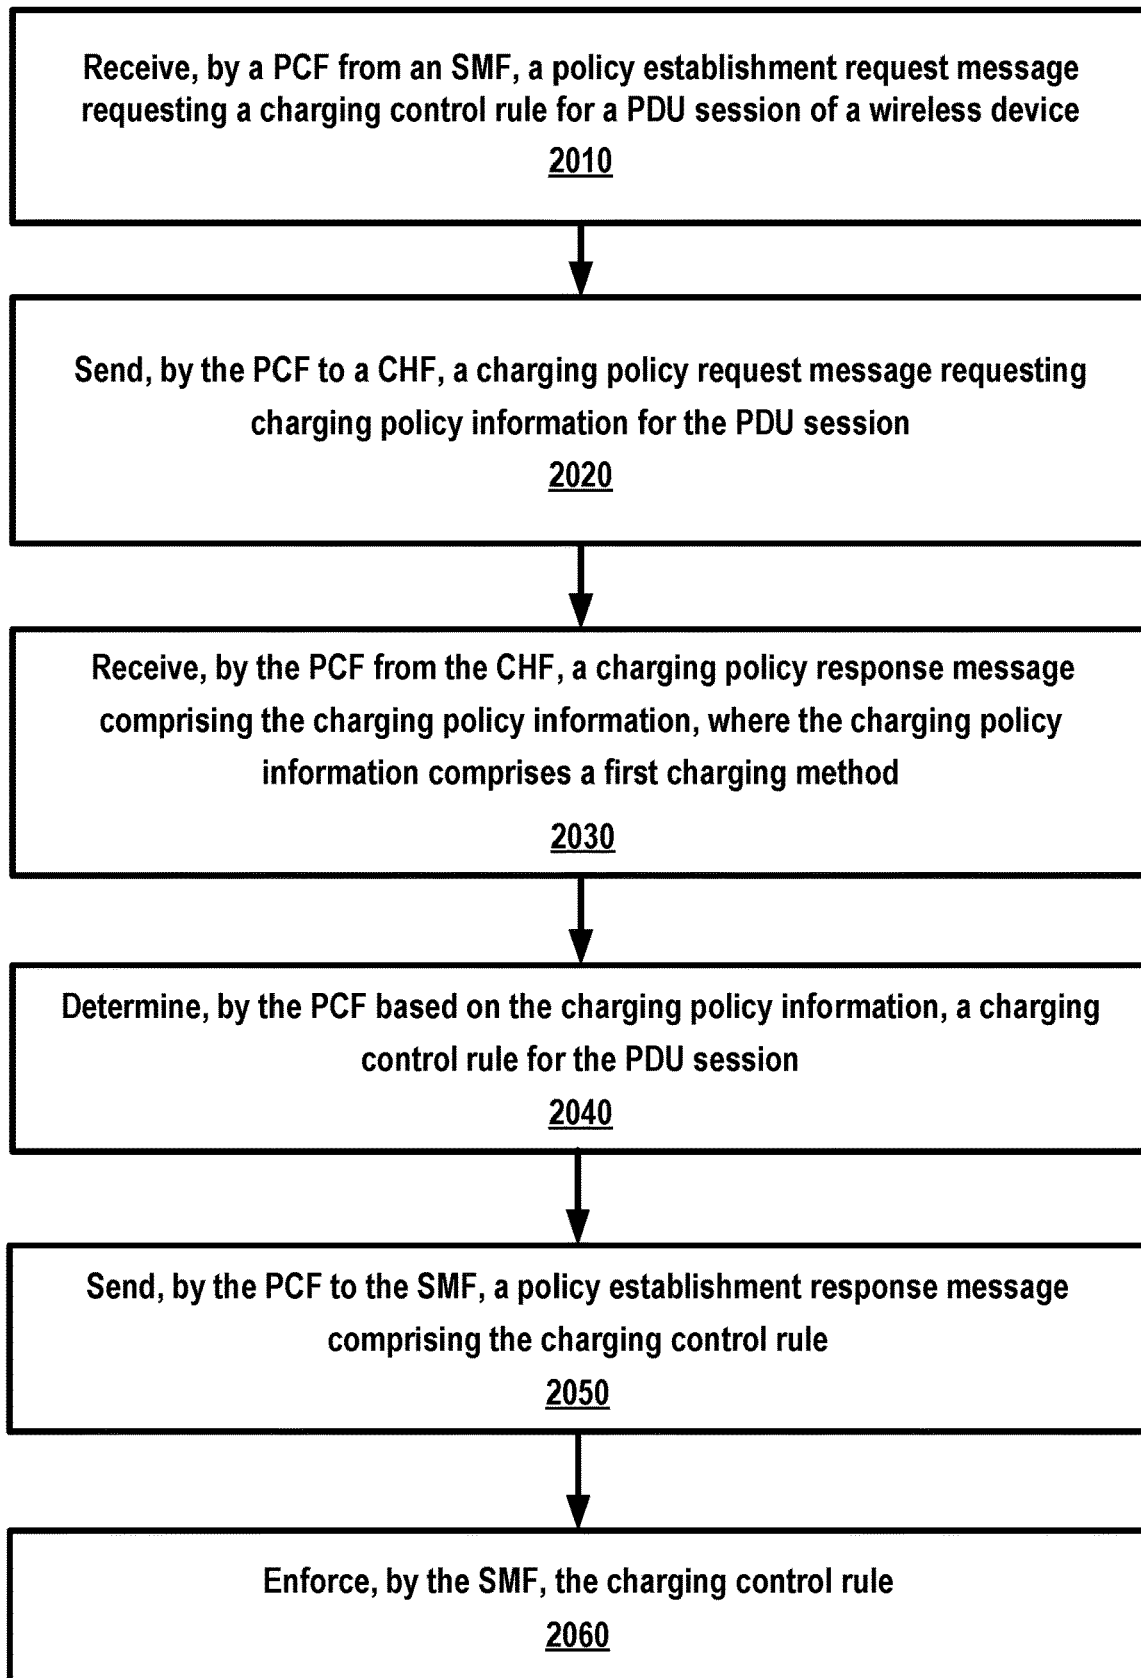 Receive, by a PCF from an SMF, a policy establishment request message
requesting a charging control rule for a PDU session of a wireless device
2010
Send, by the PCF to a CHF, a charging policy request message requesting
charging policy information for the PDU session
2020
Receive, by the PCF from the CHF, a charging policy response message
comprising the charging policy information, where the charging policy
information comprises a first charging method
2030
Determine, by the PCF based on the charging policy information, a charging
control rule for the PDU session
2040
Send, by the PCF to the SMF, a policy establishment response message
comprising the charging control rule
2050
Enforce, by the SMF, the charging control rule
2060